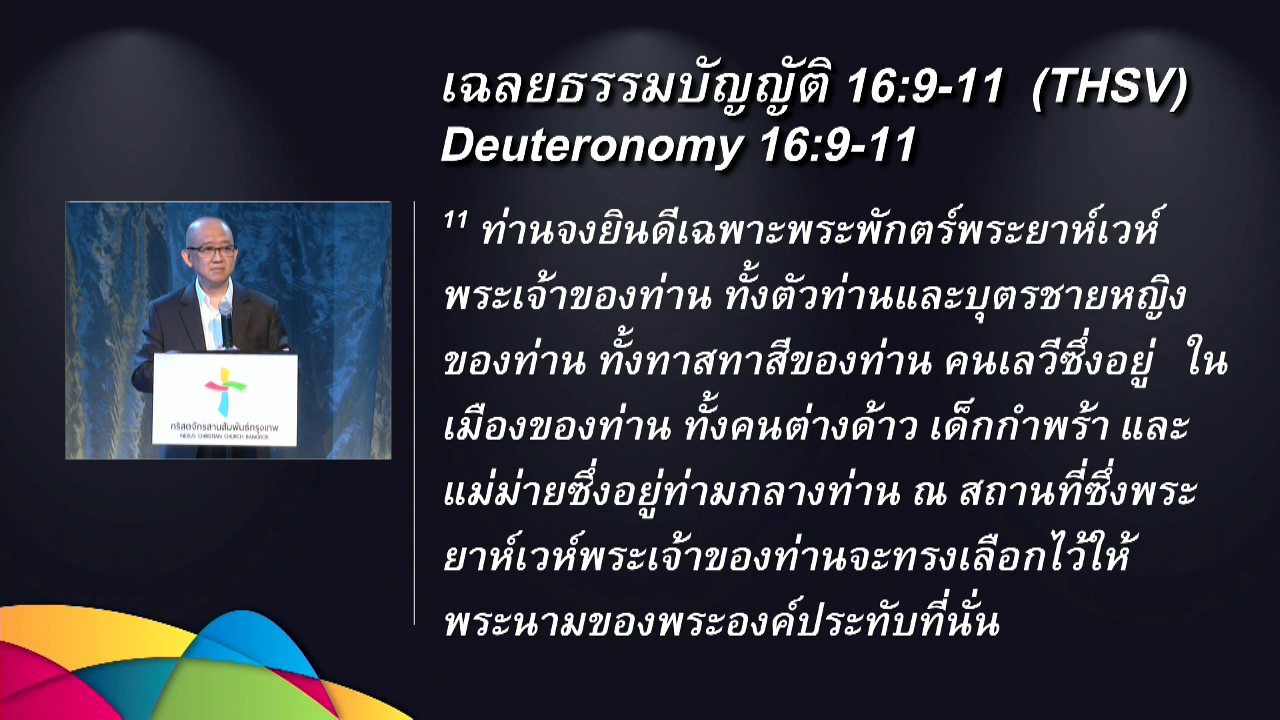 เฉลยธรรมบัญญัติ 16:9-11 (THSV)
Deuteronomy 16:9-11
11 ท่านจงยินดีเฉพาะพระพักตร์พระยาห์เวห์
พระเจ้าของท่าน ทั้งตัวท่านและบุตรชายหญิง
ของท่าน ทั้งทาสทาสีของท่าน คนเลวีซึ่งอยู่ ใน
เมืองของท่าน ทั้งคนต่างด้าว เด็กกำพร้า และ
แม่ม่ายซึ่งอยู่ท่ามกลางท่าน ณ สถานที่ซึ่งพระ
ยาห์เวห์พระเจ้าของท่านจะทรงเลือกไว้ให้
พระนามของพระองค์ประทับที่นั่น
คริสตจักรสานสัมพันธ์กรุงเทพ
NEXUS CHRISTIAN CHURCH BANGKOK